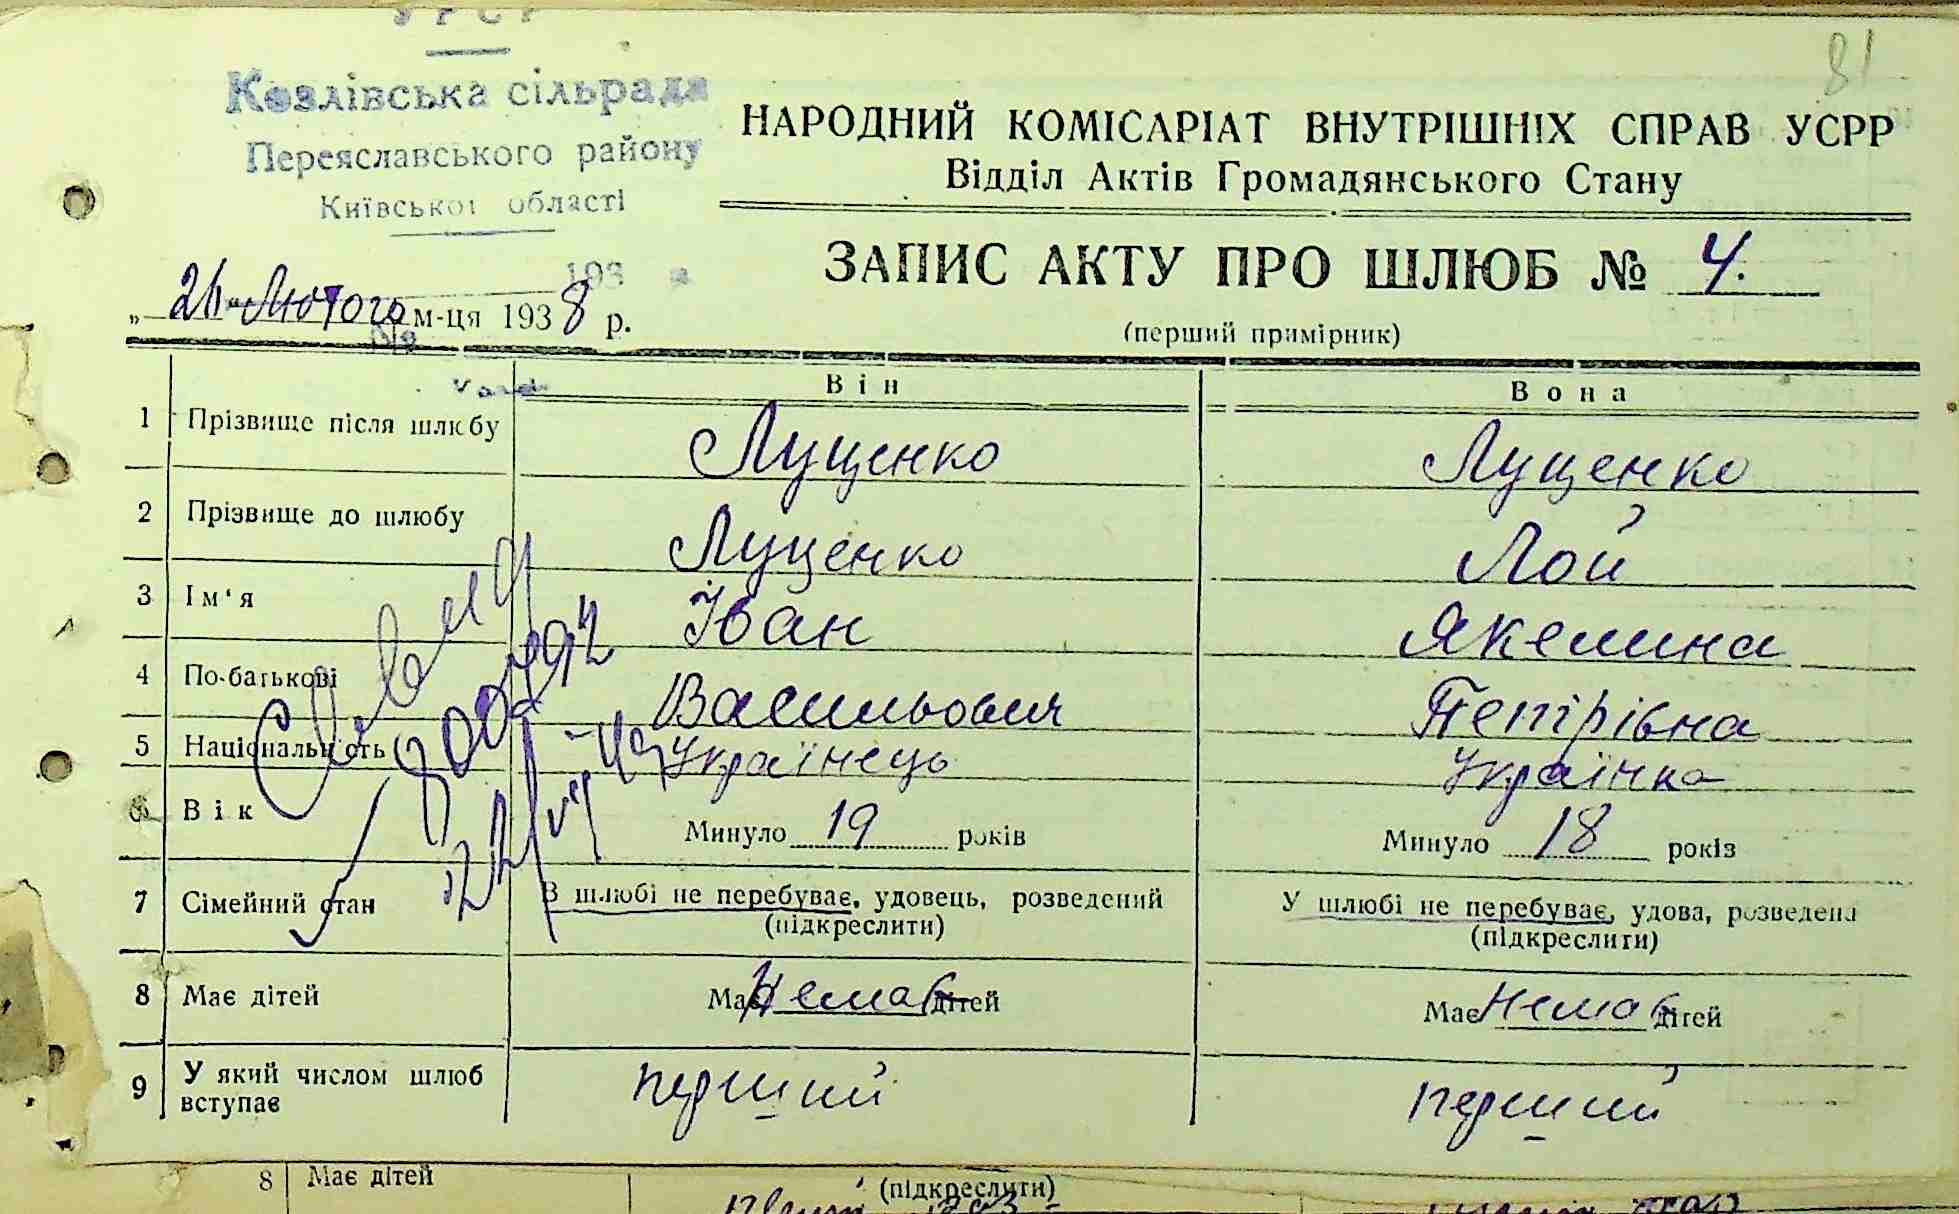 УРСР
81
Козлівська сільрада
Переяславського району
Київської області
НАРОДНИЙ КОМІСАРІАТ ВНУТРІШНІХ СПРАВ УСРР
Відділ Актів Громадянського Стану
193
ЗАПИС АКТУ ПРО ШЛЮБ № 4.
Лютого м-ця 1938 р.
(перший примірник)
Він
Вона
1 Прізвище після шлюбу Луценко Луценко
2 Прізвище до шлюбу Луценко Лой
3 Ім'я Іван Якелина
4 По-батькові Васильович Петрівна
5 Національність Українець Українка
6 Вік Минуло 19 років Минуло 18 років
7 Сімейний стан В шлюбі не перебуває, удовець, розведений У шлюбі не перебуває, удова, розведена
(підкреслити) (підкреслити)
8 Має дітей Має Немає дітей Має Немає дітей
9 У який числом шлюб вступає перший перший
8 Має дітей
(підкреслити)